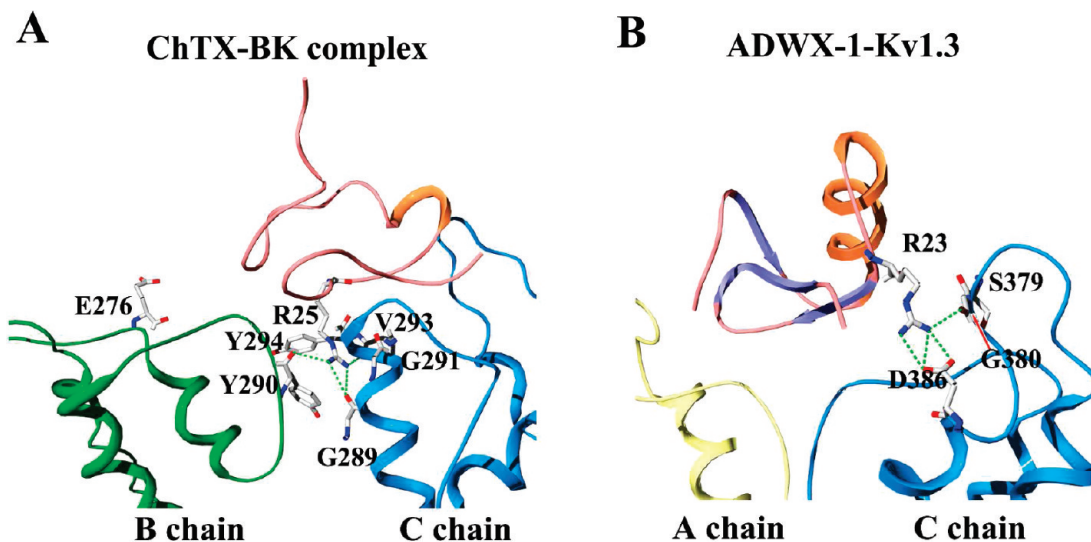 A
ChTX-BK complex
E276
R25
Y294
V293
Y290
G291
G289
B chain
C chain
B
ADWX-1-Kv1.3
R23
S379
G380
D386
A chain
C chain